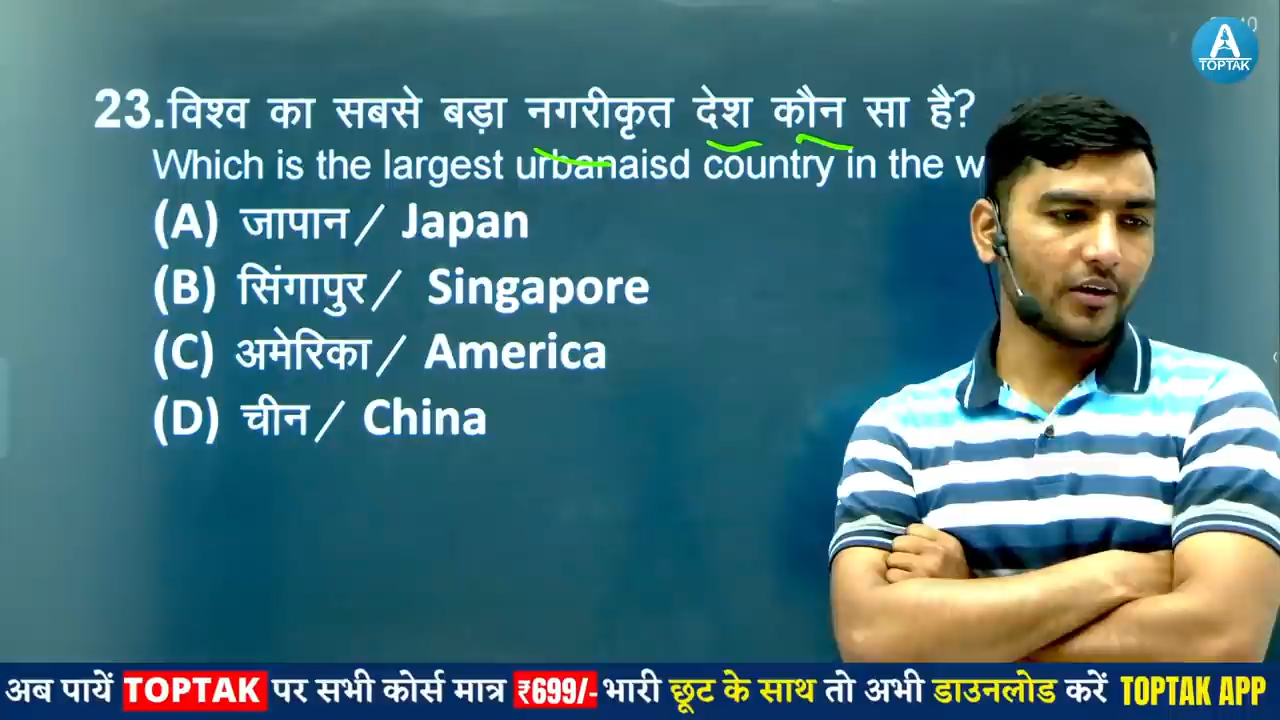 A
TOPTAK
23.विश्व का सबसे बड़ा नगरीकृत देश कौन सा है?
Which is the largest urbanaisd country in the w
(A) जापान / Japan
(B) सिंगापुर / Singapore
(C) अमेरिका / America
(D) चीन / China
अब पायें TOPTAK पर सभी कोर्स मात्र ₹699/- भारी छूट के साथ तो अभी डाउनलोड करें TOPTAK APP